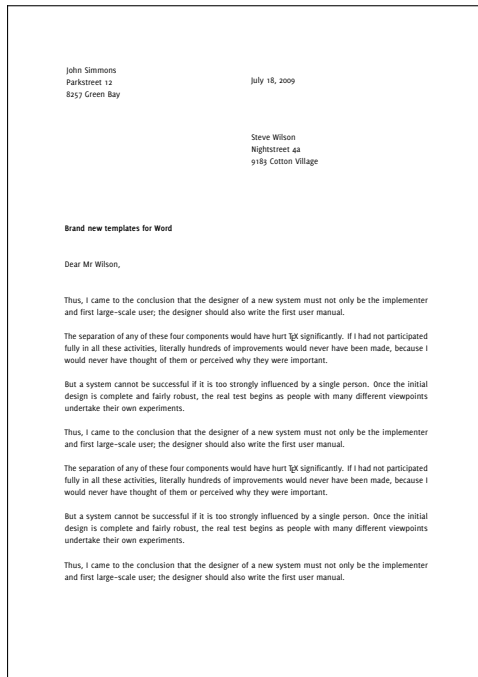 John Simmons
Parkstreet 12
8257 Green Bay
July 18, 2009
Steve Wilson
Nightstreet 4a
9183 Cotton Village
Brand new templates for Word
Dear Mr Wilson,
Thus, I came to the conclusion that the designer of a new system must not only be the implementer
and first large-scale user; the designer should also write the first user manual.
The separation of any of these four components would have hurt TEX significantly. If I had not participated
fully in all these activities, literally hundreds of improvements would never have been made, because I
would never have thought of them or perceived why they were important.
But a system cannot be successful if it is too strongly influenced by a single person. Once the initial
design is complete and fairly robust, the real test begins as people with many different viewpoints
undertake their own experiments.
Thus, I came to the conclusion that the designer of a new system must not only be the implementer
and first large-scale user; the designer should also write the first user manual.
The separation of any of these four components would have hurt TEX significantly. If I had not participated
fully in all these activities, literally hundreds of improvements would never have been made, because I
would never have thought of them or perceived why they were important.
But a system cannot be successful if it is too strongly influenced by a single person. Once the initial
design is complete and fairly robust, the real test begins as people with many different viewpoints
undertake their own experiments.
Thus, I came to the conclusion that the designer of a new system must not only be the implementer
and first large-scale user; the designer should also write the first user manual.